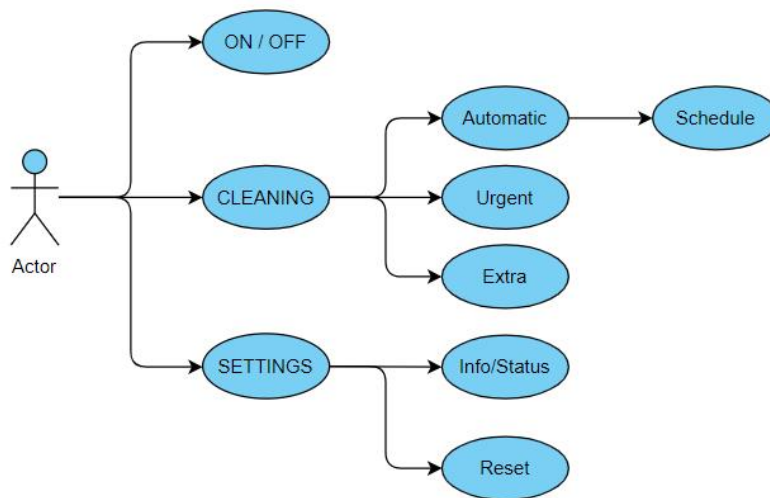 ON / OFF
Automatic
Schedule
CLEANING
Urgent
Actor
Extra
SETTINGS
Info/Status
Reset